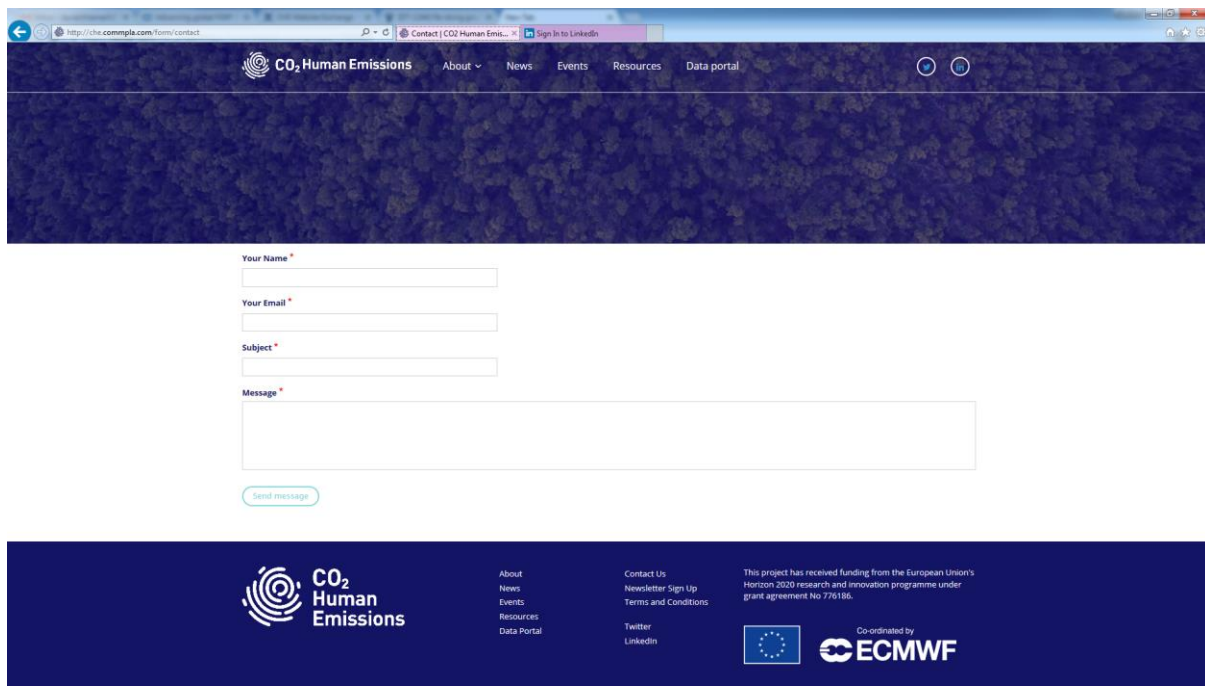 http://che.commpla.com/form/contact
Contact | CO2 Human Emis...
Sign In to LinkedIn
CO2 Human Emissions
About
News
Events
Resources
Data portal
Your Name *
Your Email *
Subject *
Message *
Send message
CO2
Human
Emissions
About
News
Events
Resources
Data Portal
Contact Us
Newsletter Sign Up
Terms and Conditions
Twitter
LinkedIn
This project has received funding from the European Union's
Horizon 2020 research and innovation programme under
grant agreement No 776186.
Co-ordinated by
ECMWF